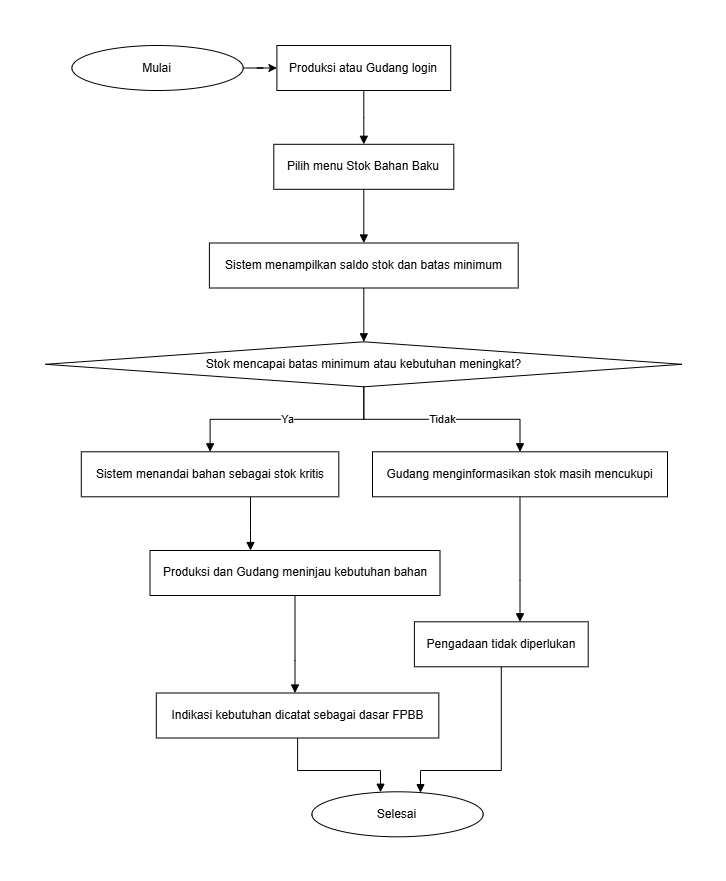 Mulai
Produksi atau Gudang login
Pilih menu Stok Bahan Baku
Sistem menampilkan saldo stok dan batas minimum
Stok mencapai batas minimum atau kebutuhan meningkat?
Ya
Tidak
Sistem menandai bahan sebagai stok kritis
Gudang menginformasikan stok masih mencukupi
Produksi dan Gudang meninjau kebutuhan bahan
Pengadaan tidak diperlukan
Indikasi kebutuhan dicatat sebagai dasar FPBB
Selesai